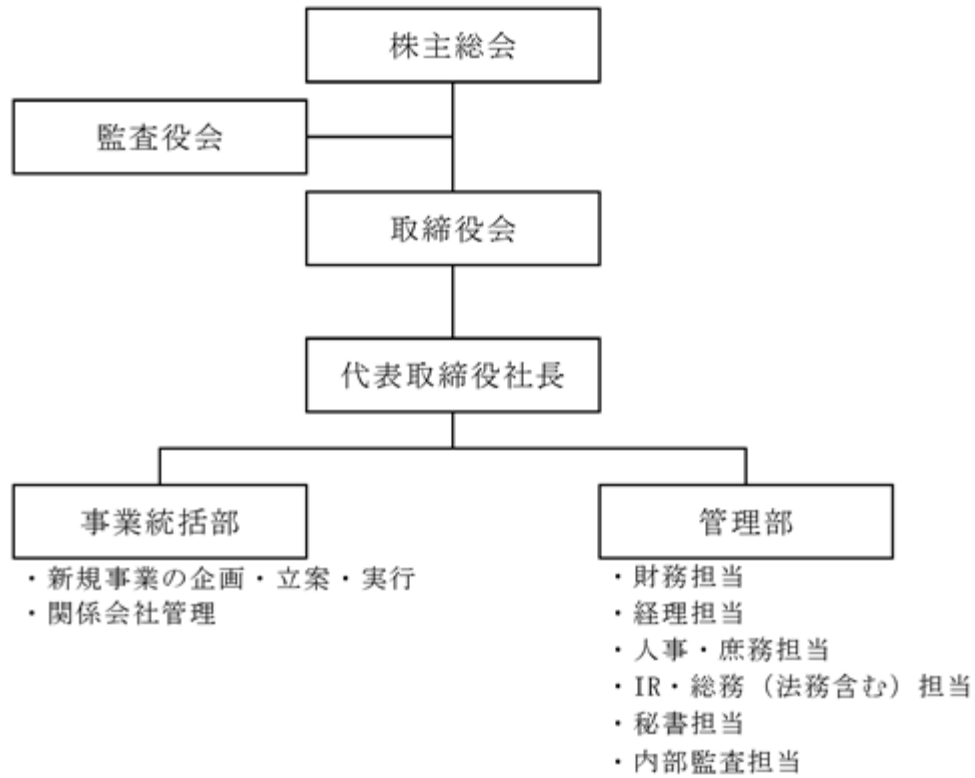 株主総会
監査役会
取締役会
代表取締役社長
事業統括部
・新規事業の企画・立案・実行
・関係会社管理
管理部
・財務担当
・経理担当
・人事・庶務担当
・IR・総務（法務含む）担当
・秘書担当
・内部監査担当